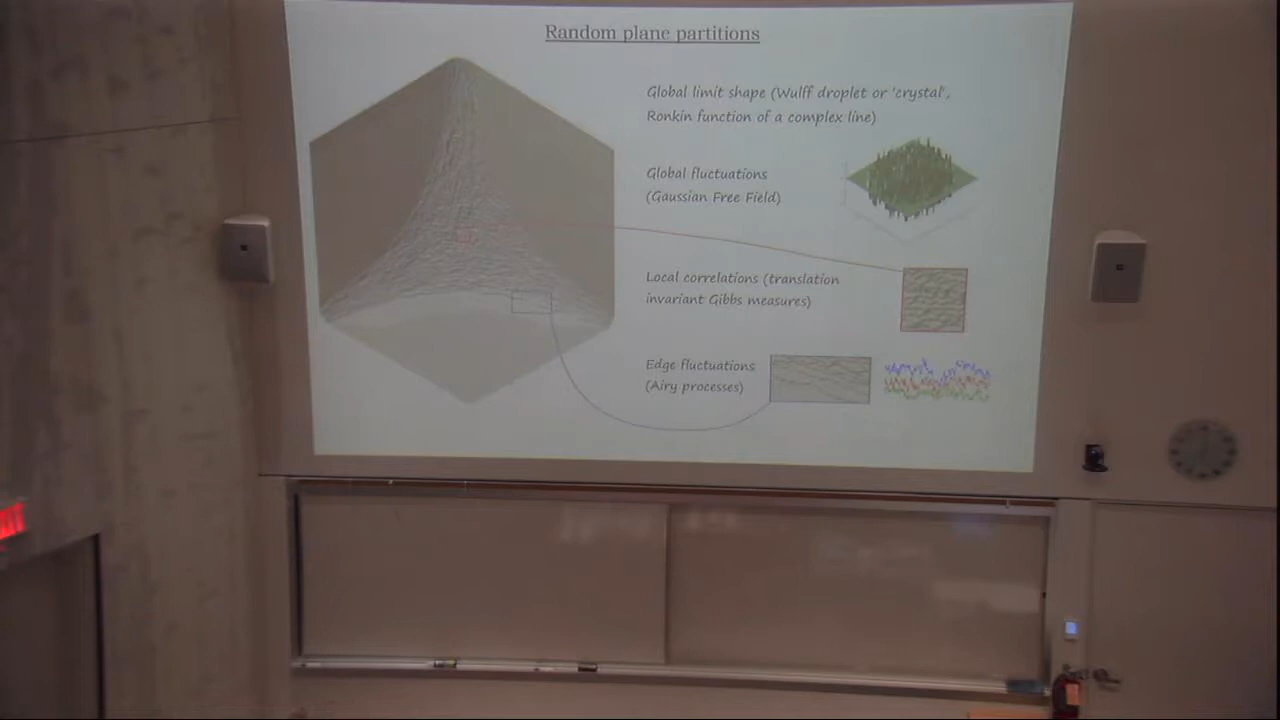 Random plane partitions
Global limit shape (Wulff droplet or 'crystal',
Ronkin function of a complex line)
Global fluctuations
(Gaussian Free Field)
Local correlations (translation
invariant Gibbs measures)
Edge fluctuations
(Airy processes)